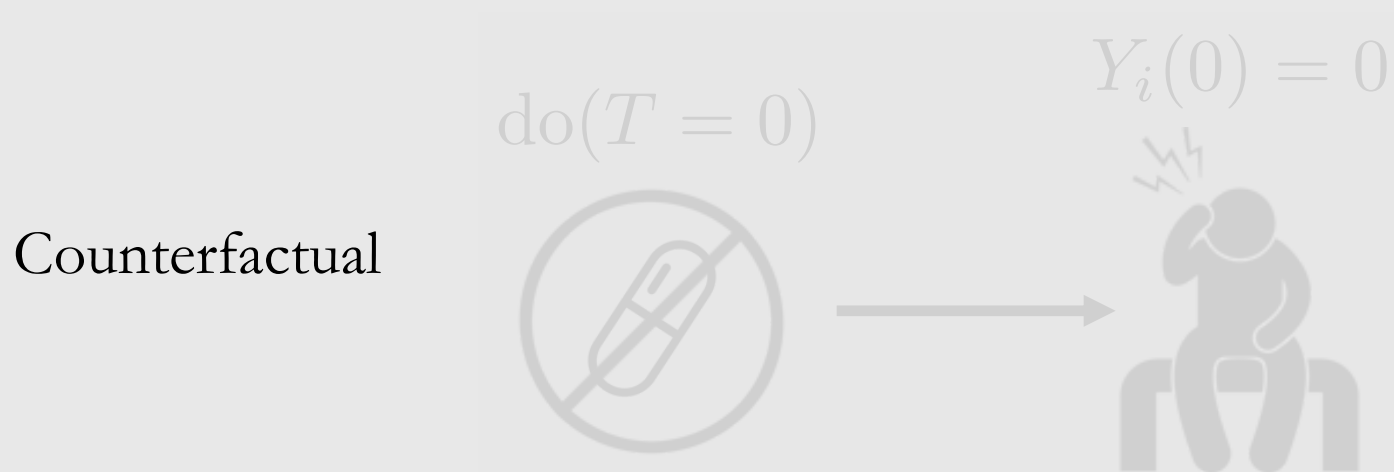 Y_i(0) = 0
do(T = 0)
Counterfactual